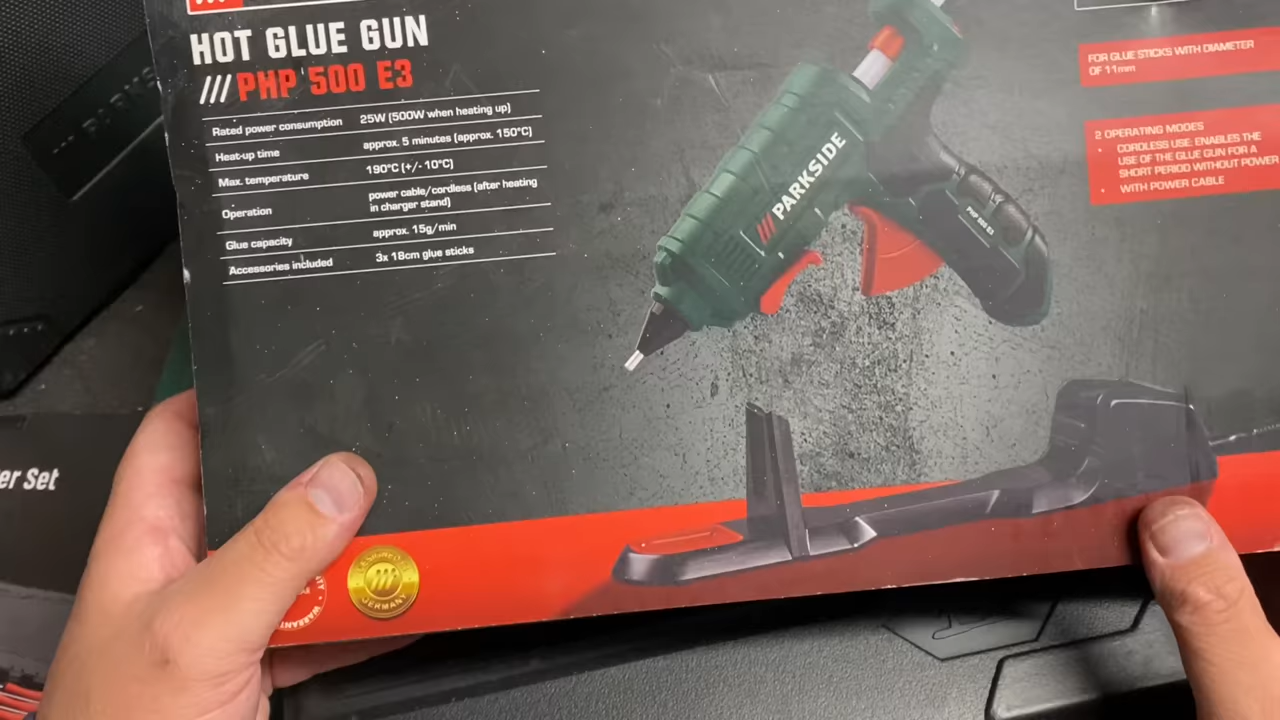 HOT GLUE GUN
/// PHP 500 E3
Rated power consumption 25W (500W when heating up)
Heat-up time approx. 5 minutes (approx. 150°C)
Max. temperature 190°C (+/- 10°C)
Operation power cable/cordless (after heating
in charger stand)
Glue capacity approx. 15g/min
Accessories included 3x 18cm glue sticks
/// PARKSIDE
PHP 500 E3
FOR GLUE STICKS WITH DIAMETER
OF 11mm
2 OPERATING MODES
• CORDLESS USE: ENABLES THE
USE OF THE GLUE GUN FOR A
SHORT PERIOD WITHOUT POWER
• WITH POWER CABLE
er Set
GERMANY